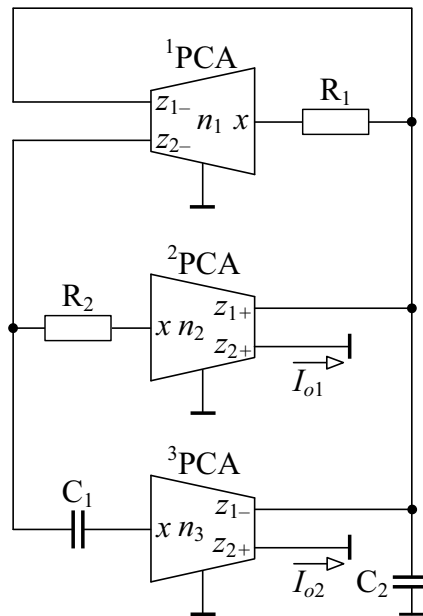 ¹PCA
R₁
z₁₋
n₁ x
z₂₋
²PCA
R₂
z₁₊
x n₂
z₂₊
Iₒ₁
³PCA
C₁
z₁₋
x n₃
z₂₊
Iₒ₂
C₂